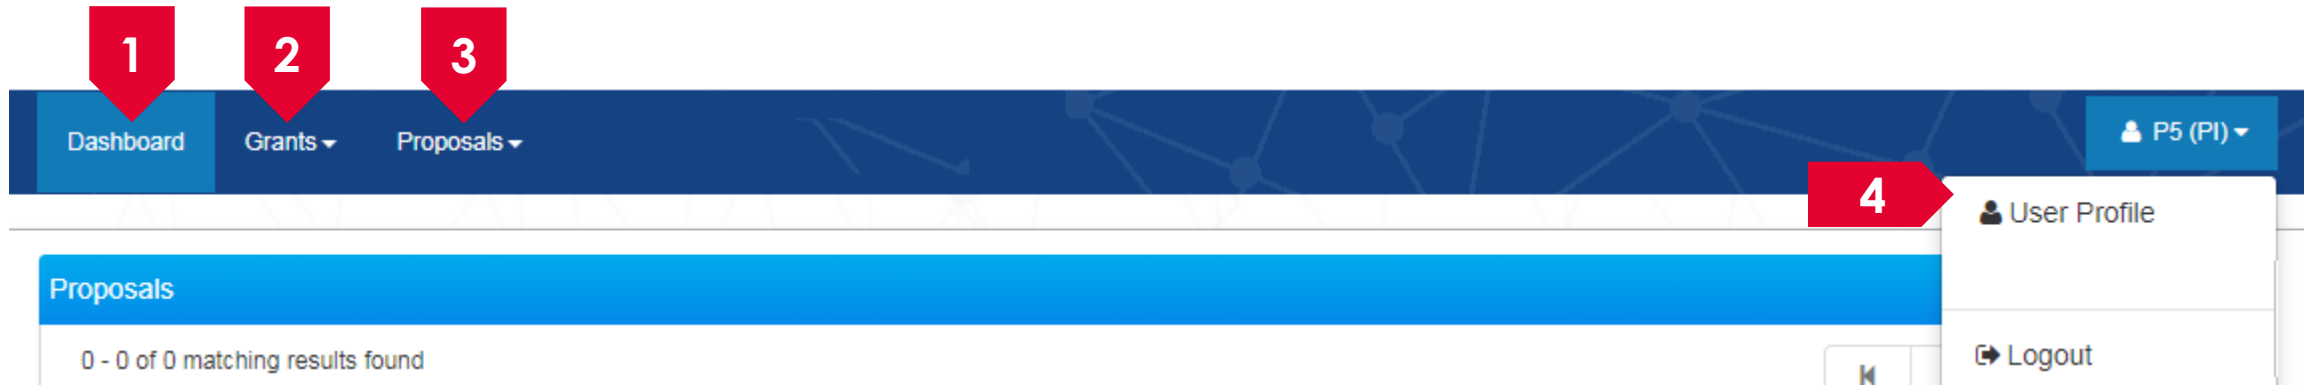 1 2 3
Dashboard Grants Proposals P5 (PI)
4
User Profile
Proposals
0 - 0 of 0 matching results found
Logout